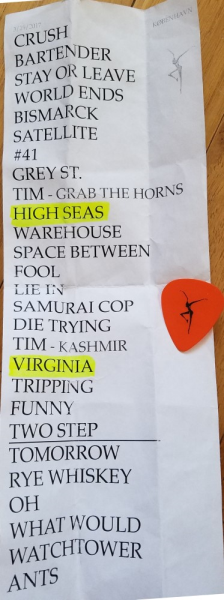 CRUSH
BARTENDER
STAY OR LEAVE
WORLD ENDS
BISMARCK
SATELLITE
#41
GREY ST.
TIM - GRAB THE HORNS
HIGH SEAS
WAREHOUSE
SPACE BETWEEN
FOOL
LIE IN
SAMURAI COP
DIE TRYING
TIM - KASHMIR
VIRGINIA
TRIPPING
FUNNY
TWO STEP
TOMORROW
RYE WHISKEY
OH
WHAT WOULD
WATCHTOWER
ANTS